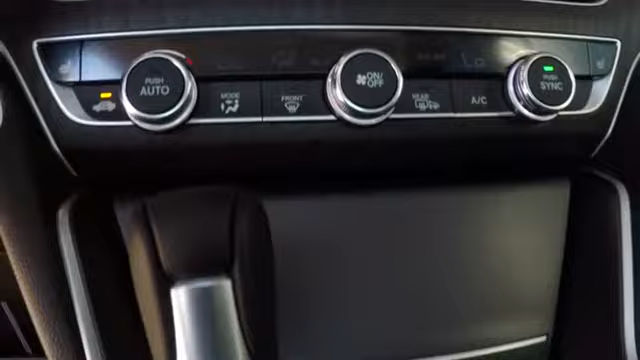 PUSH
AUTO
MODE
FRONT
ON/
OFF
REAR
A/C
PUSH
SYNC